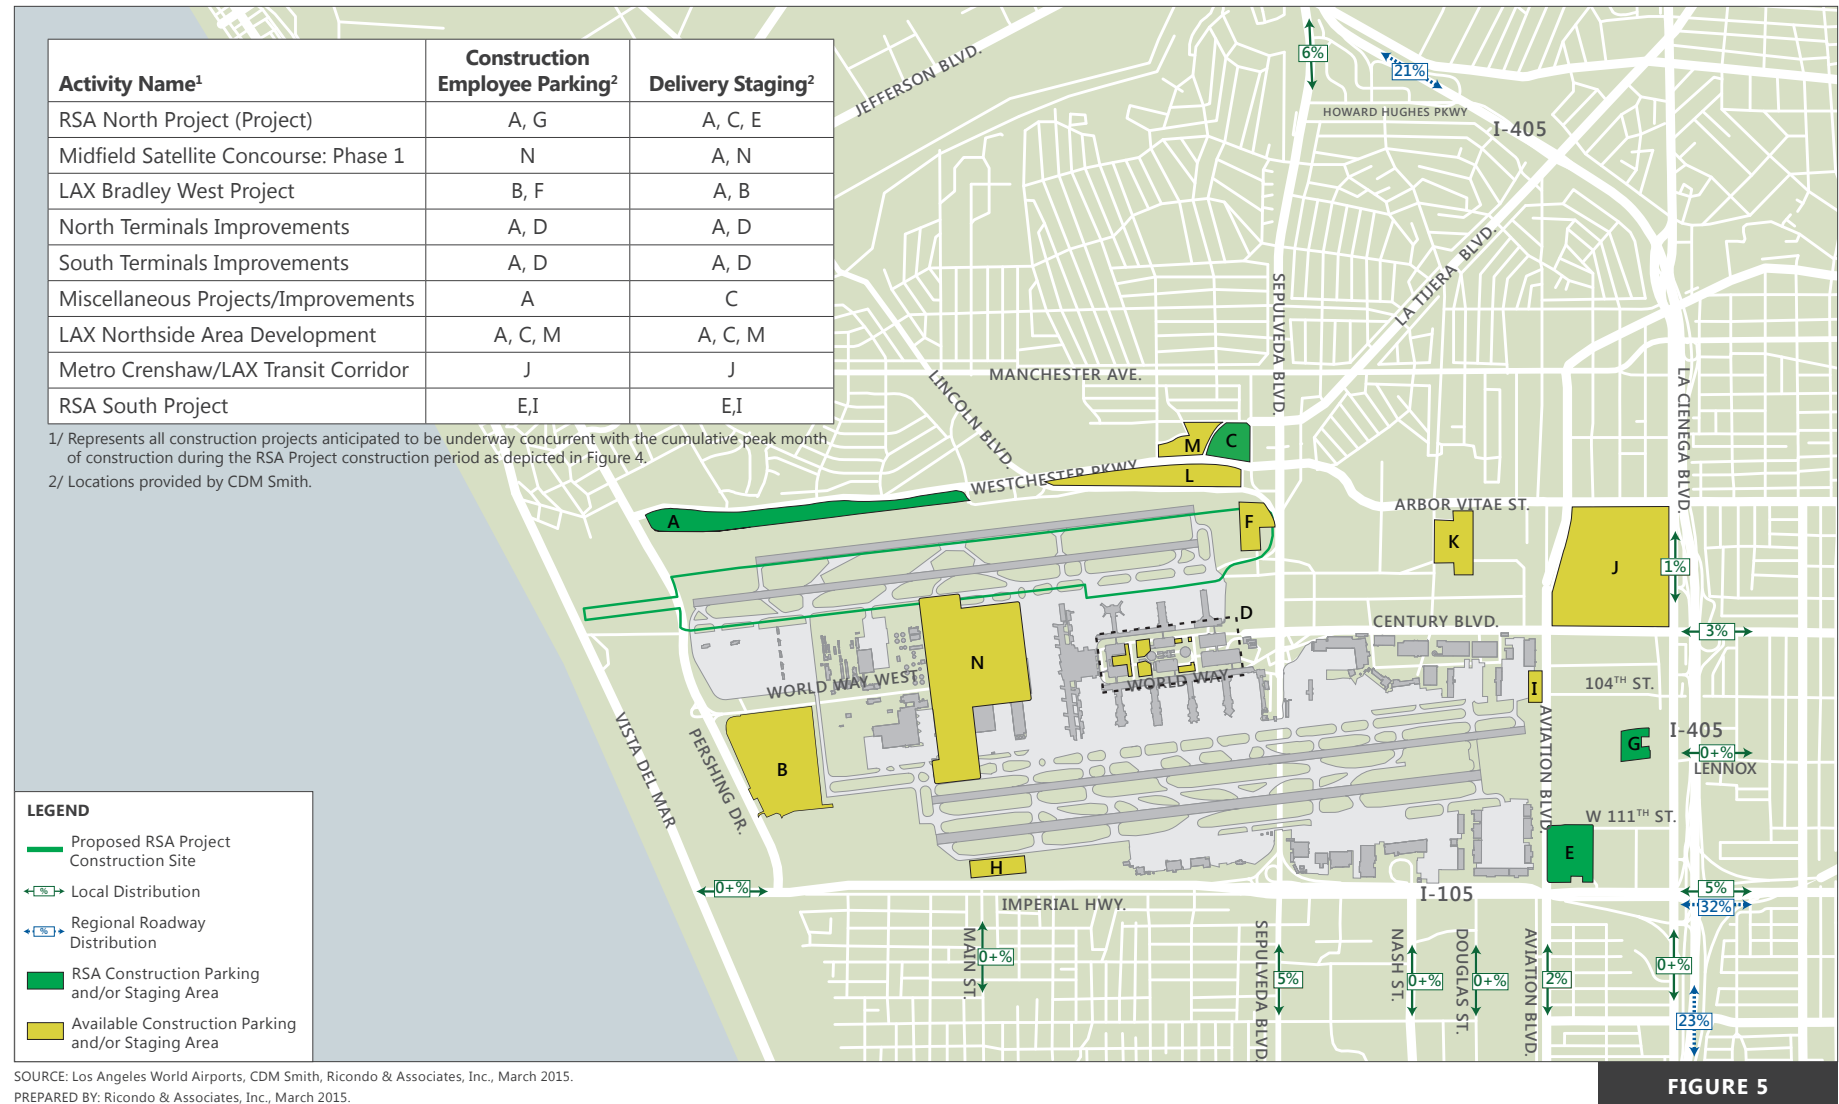 Activity Name1 Construction Employee Parking2 Delivery Staging2
RSA North Project (Project) A, G A, C, E
Midfield Satellite Concourse: Phase 1 N A, N
LAX Bradley West Project B, F A, B
North Terminals Improvements A, D A, D
South Terminals Improvements A, D A, D
Miscellaneous Projects/Improvements A C
LAX Northside Area Development A, C, M A, C, M
Metro Crenshaw/LAX Transit Corridor J J
RSA South Project E,I E,I
1/ Represents all construction projects anticipated to be underway concurrent with the cumulative peak month
of construction during the RSA Project construction period as depicted in Figure 4.
2/ Locations provided by CDM Smith.
JEFFERSON BLVD.
6%
21%
HOWARD HUGHES PKWY
I-405
SEPULVEDA BLVD.
LA TIJERA BLVD.
MANCHESTER AVE.
LINCOLN BLVD.
LA CIENEGA BLVD.
M
C
WESTCHESTER PKWY
L
ARBOR VITAE ST.
A
F
K
J
1%
D
CENTURY BLVD.
3%
N
WORLD WAY WEST
WORLD WAY
I
104TH ST.
VISTA DEL MAR
PERSHING DR.
AVIATION BLVD.
G
I-405
0+%
LENNOX
B
W 111TH ST.
E
H
0+%
I-105
5%
32%
IMPERIAL HWY.
MAIN ST.
0+%
SEPULVEDA BLVD.
5%
NASH ST.
0+%
DOUGLAS ST.
0+%
AVIATION BLVD.
2%
0+%
23%
LEGEND
Proposed RSA Project
Construction Site
% Local Distribution
% Regional Roadway
Distribution
RSA Construction Parking
and/or Staging Area
Available Construction Parking
and/or Staging Area
SOURCE: Los Angeles World Airports, CDM Smith, Ricondo & Associates, Inc., March 2015.
PREPARED BY: Ricondo & Associates, Inc., March 2015.
FIGURE 5